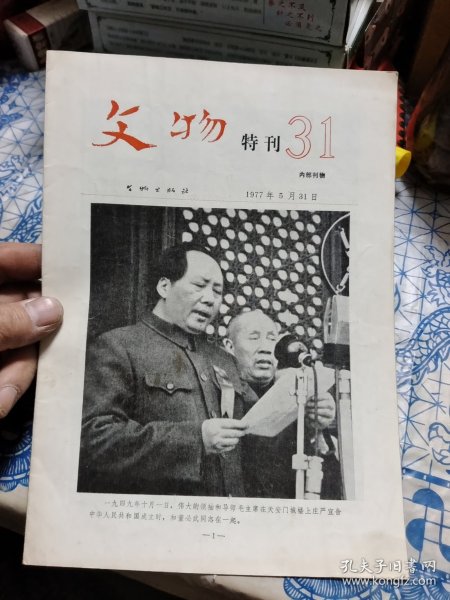 文物 特刊 31
内部刊物
文物出版社 1977年5月31日
一九四九年十月一日，伟大的领袖和导师毛主席在天安门城楼上庄严宣告
中华人民共和国成立时，和董必武同志在一起。
—1—
孔夫子旧书网